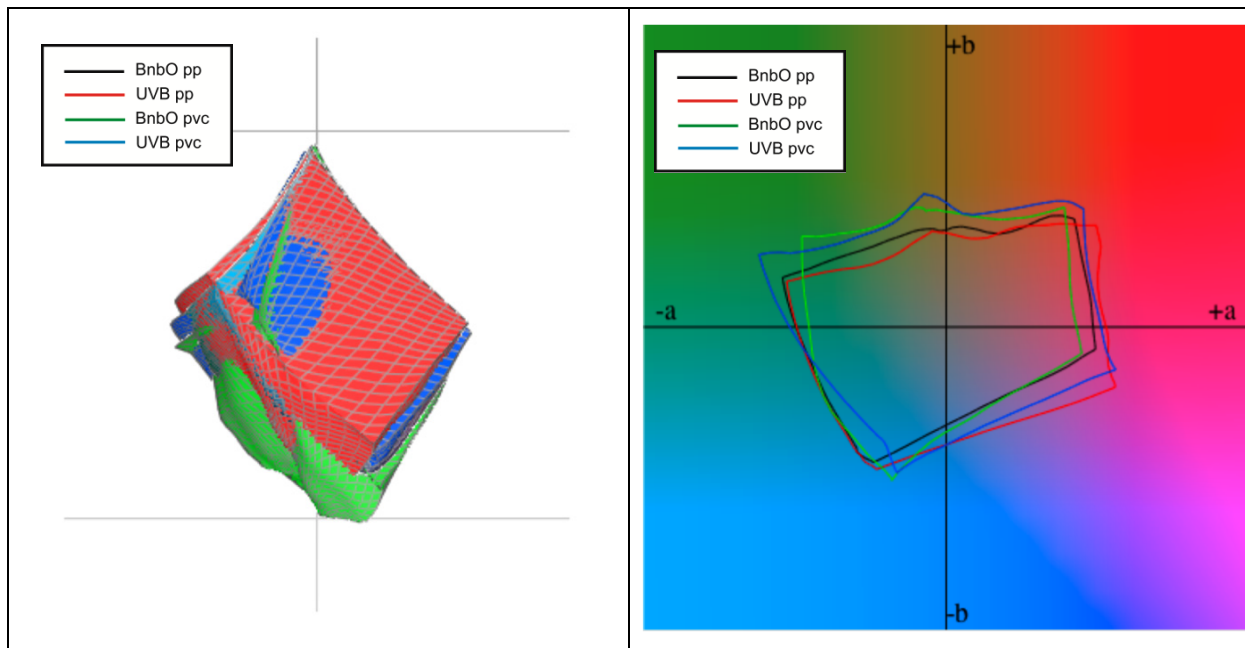 BnbO pp
UVB pp
BnbO pvc
UVB pvc
+b
BnbO pp
UVB pp
BnbO pvc
UVB pvc
-a
+a
-b